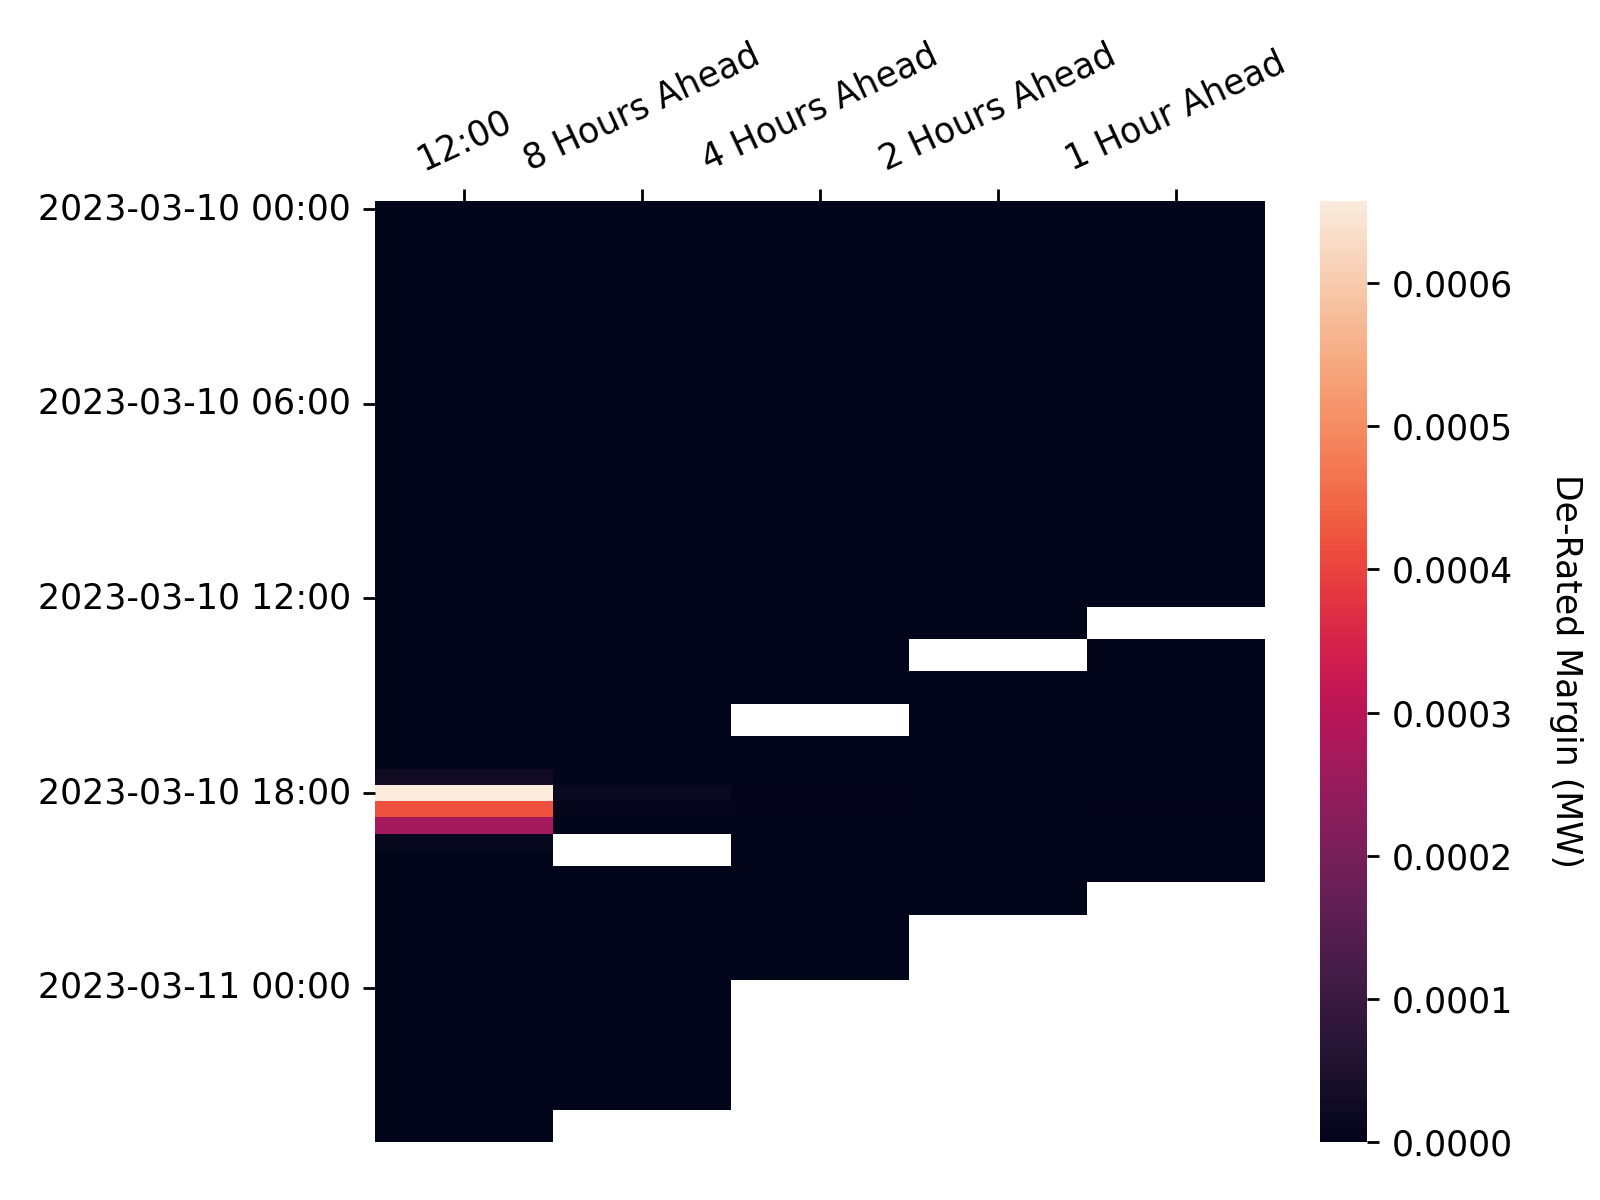 12:00
8 Hours Ahead
4 Hours Ahead
2 Hours Ahead
1 Hour Ahead
2023-03-10 00:00
2023-03-10 06:00
2023-03-10 12:00
2023-03-10 18:00
2023-03-11 00:00
0.0006
0.0005
0.0004
0.0003
0.0002
0.0001
0.0000
De-Rated Margin (MW)